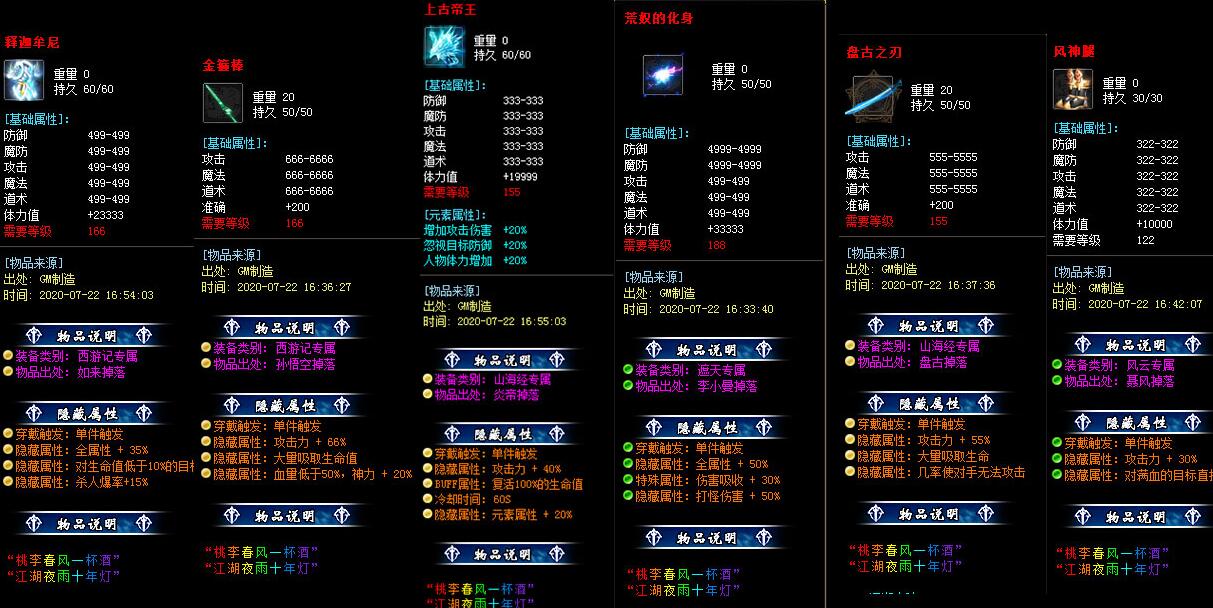 释迦牟尼
重量 0
持久 60/60
[基础属性]:
防御 499-499
魔防 499-499
攻击 499-499
魔法 499-499
道术 499-499
体力值 +23333
需要等级 166
[物品来源]
出处: GM制造
时间: 2020-07-22 16:54:03
物品说明
装备类别: 西游记专属
物品出处: 如来掉落
隐藏属性
穿戴触发: 单件触发
隐藏属性: 全属性 + 35%
隐藏属性: 对生命值低于10%的目标
隐藏属性: 杀人爆率+15%
物品说明
“桃李春风一杯酒”
“江湖夜雨十年灯”
金箍棒
重量 20
持久 50/50
[基础属性]:
攻击 666-6666
魔法 666-6666
道术 666-6666
准确 +200
需要等级 166
[物品来源]
出处: GM制造
时间: 2020-07-22 16:36:27
物品说明
装备类别: 西游记专属
物品出处: 孙悟空掉落
隐藏属性
穿戴触发: 单件触发
隐藏属性: 攻击力 + 66%
隐藏属性: 大量吸取生命值
隐藏属性: 血量低于50%, 神力 + 20%
物品说明
“桃李春风一杯酒”
“江湖夜雨十年灯”
上古帝王
重量 0
持久 60/60
[基础属性]:
防御 333-333
魔防 333-333
攻击 333-333
魔法 333-333
道术 333-333
体力值 +19999
需要等级 155
[元素属性]:
增加攻击伤害 +20%
忽视目标防御 +20%
人物体力增加 +20%
[物品来源]
出处: GM制造
时间: 2020-07-22 16:55:03
物品说明
装备类别: 山海经专属
物品出处: 炎帝掉落
隐藏属性
穿戴触发: 单件触发
隐藏属性: 攻击力 + 40%
BUFF属性: 复活100%的生命值
冷却时间: 60S
隐藏属性: 元素属性 + 20%
物品说明
“桃李春风一杯酒”
“江湖夜雨十年灯”
荒奴的化身
重量 0
持久 50/50
[基础属性]:
防御 4999-4999
魔防 4999-4999
攻击 499-499
魔法 499-499
道术 499-499
体力值 +33333
需要等级 188
[物品来源]
出处: GM制造
时间: 2020-07-22 16:33:40
物品说明
装备类别: 遮天专属
物品出处: 李小曼掉落
隐藏属性
穿戴触发: 单件触发
隐藏属性: 全属性 + 50%
特殊属性: 伤害吸收 + 30%
隐藏属性: 打怪伤害 + 50%
物品说明
“桃李春风一杯酒”
“江湖夜雨十年灯”
盘古之刃
重量 20
持久 50/50
[基础属性]:
攻击 555-5555
魔法 555-5555
道术 555-5555
准确 +200
需要等级 155
[物品来源]
出处: GM制造
时间: 2020-07-22 16:37:36
物品说明
装备类别: 山海经专属
物品出处: 盘古掉落
隐藏属性
穿戴触发: 单件触发
隐藏属性: 攻击力 + 55%
隐藏属性: 大量吸取生命
隐藏属性: 几率使对手无法攻击
物品说明
“桃李春风一杯酒”
“江湖夜雨十年灯”
风神腿
重量 0
持久 30/30
[基础属性]:
防御 322-322
魔防 322-322
攻击 322-322
魔法 322-322
道术 322-322
体力值 +10000
需要等级 122
[物品来源]
出处: GM制造
时间: 2020-07-22 16:42:07
物品说明
装备类别: 风云专属
物品出处: 聂风掉落
隐藏属性
穿戴触发: 单件触发
隐藏属性: 攻击力 + 30%
隐藏属性: 对满血的目标直接
物品说明
“桃李春风一杯酒”
“江湖夜雨十年灯”